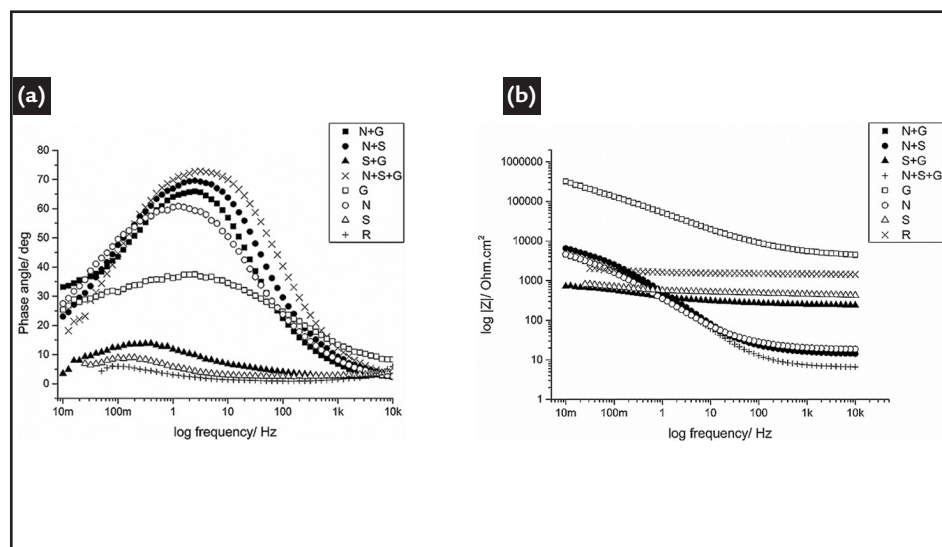 (a)
N+G
N+S
S+G
N+S+G
G
N
S
R
80
70
60
50
40
30
20
10
0
Phase angle/ deg
10m 100m 1 10 100 1k 10k
log frequency/ Hz
(b)
N+G
N+S
S+G
N+S+G
G
N
S
R
1000000
100000
10000
1000
100
10
1
log |Z|/ Ohm.cm²
10m 100m 1 10 100 1k 10k
log frequency/ Hz